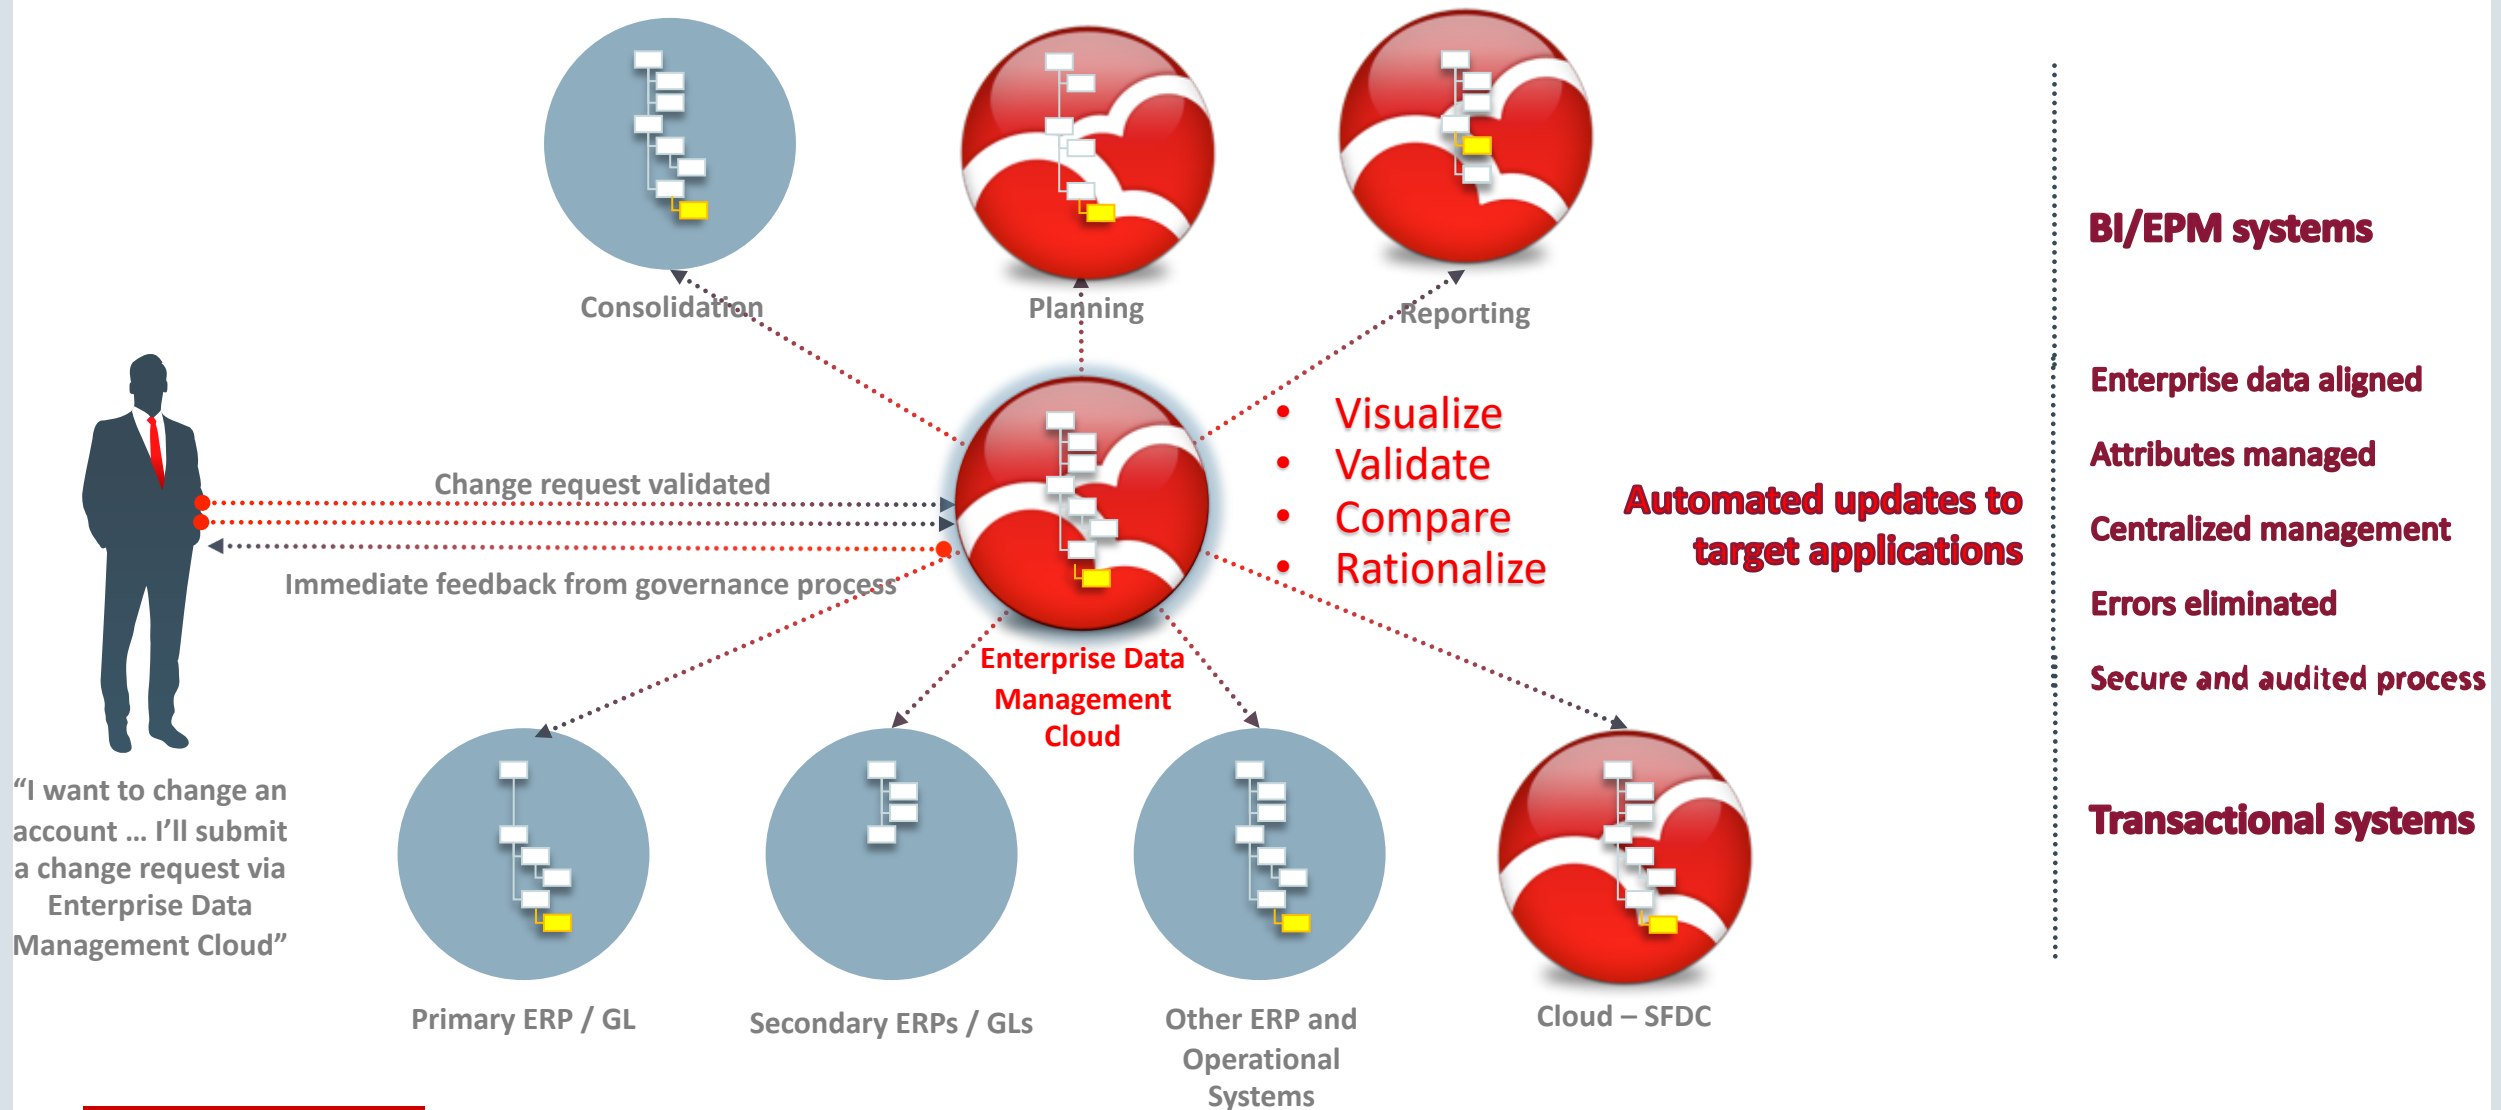 Consolidation
Planning
Reporting
BI/EPM systems
Change request validated
Immediate feedback from governance process
• Visualize
• Validate
• Compare
• Rationalize
Automated updates to
target applications
Enterprise data aligned
Attributes managed
Centralized management
Errors eliminated
Secure and audited process
Enterprise Data
Management
Cloud
“I want to change an
account ... I’ll submit
a change request via
Enterprise Data
Management Cloud”
Transactional systems
Primary ERP / GL
Secondary ERPs / GLs
Other ERP and
Operational
Systems
Cloud – SFDC